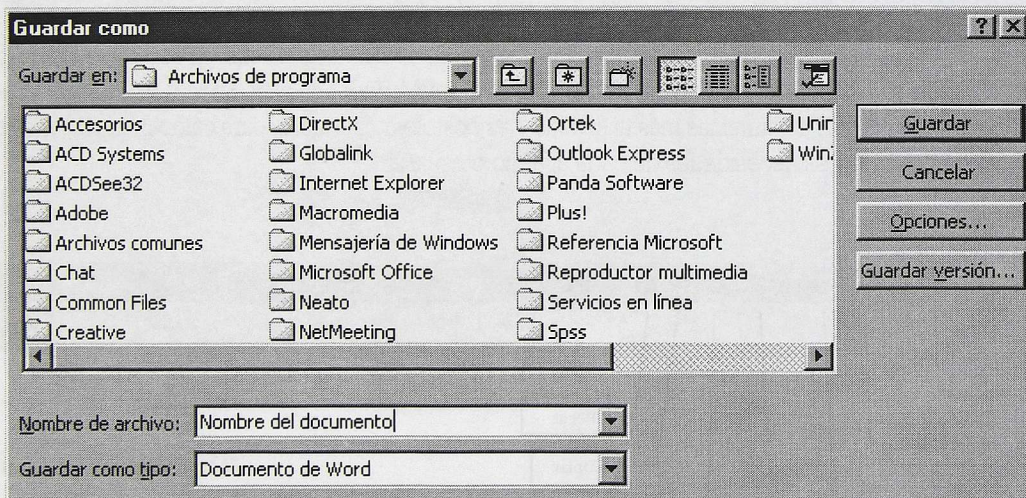 Guardar como
Guardar en: Archivos de programa
Accesorios DirectX Ortek
ACD Systems Globalink Outlook Express
ACDSee32 Internet Explorer Panda Software Guardar
Adobe Macromedia Plus! Cancelar
Archivos comunes Mensajería de Windows Referencia Microsoft Opciones...
Chat Microsoft Office Reproductor multimedia Guardar versión...
Common Files Neato Servicios en línea
Creative NetMeeting Spss
Nombre de archivo: Nombre del documento
Guardar como tipo: Documento de Word